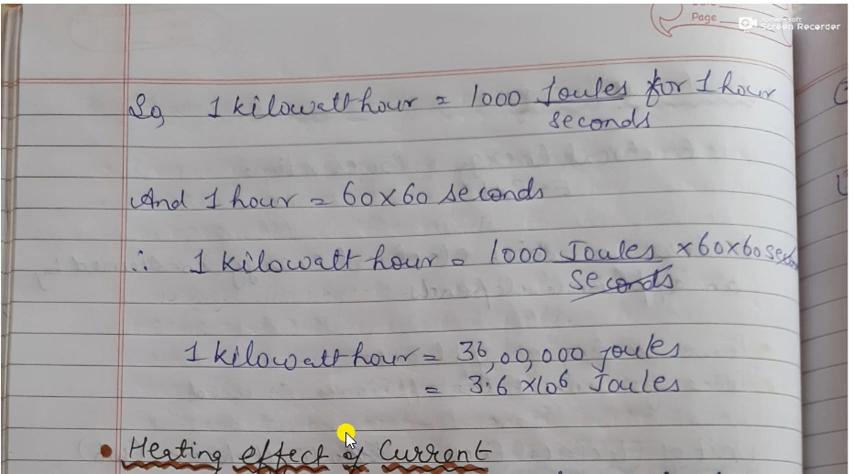 Page
Screen Recorder
So, 1 kilowatt hour = 1000 Joules for 1 hour
seconds
And 1 hour = 60×60 seconds
∴ 1 kilowatt hour = 1000 Joules ×60×60 seconds
seconds
1 kilowatt hour = 36,00,000 joules
= 3.6 ×10⁶ Joules
• Heating effect of Current